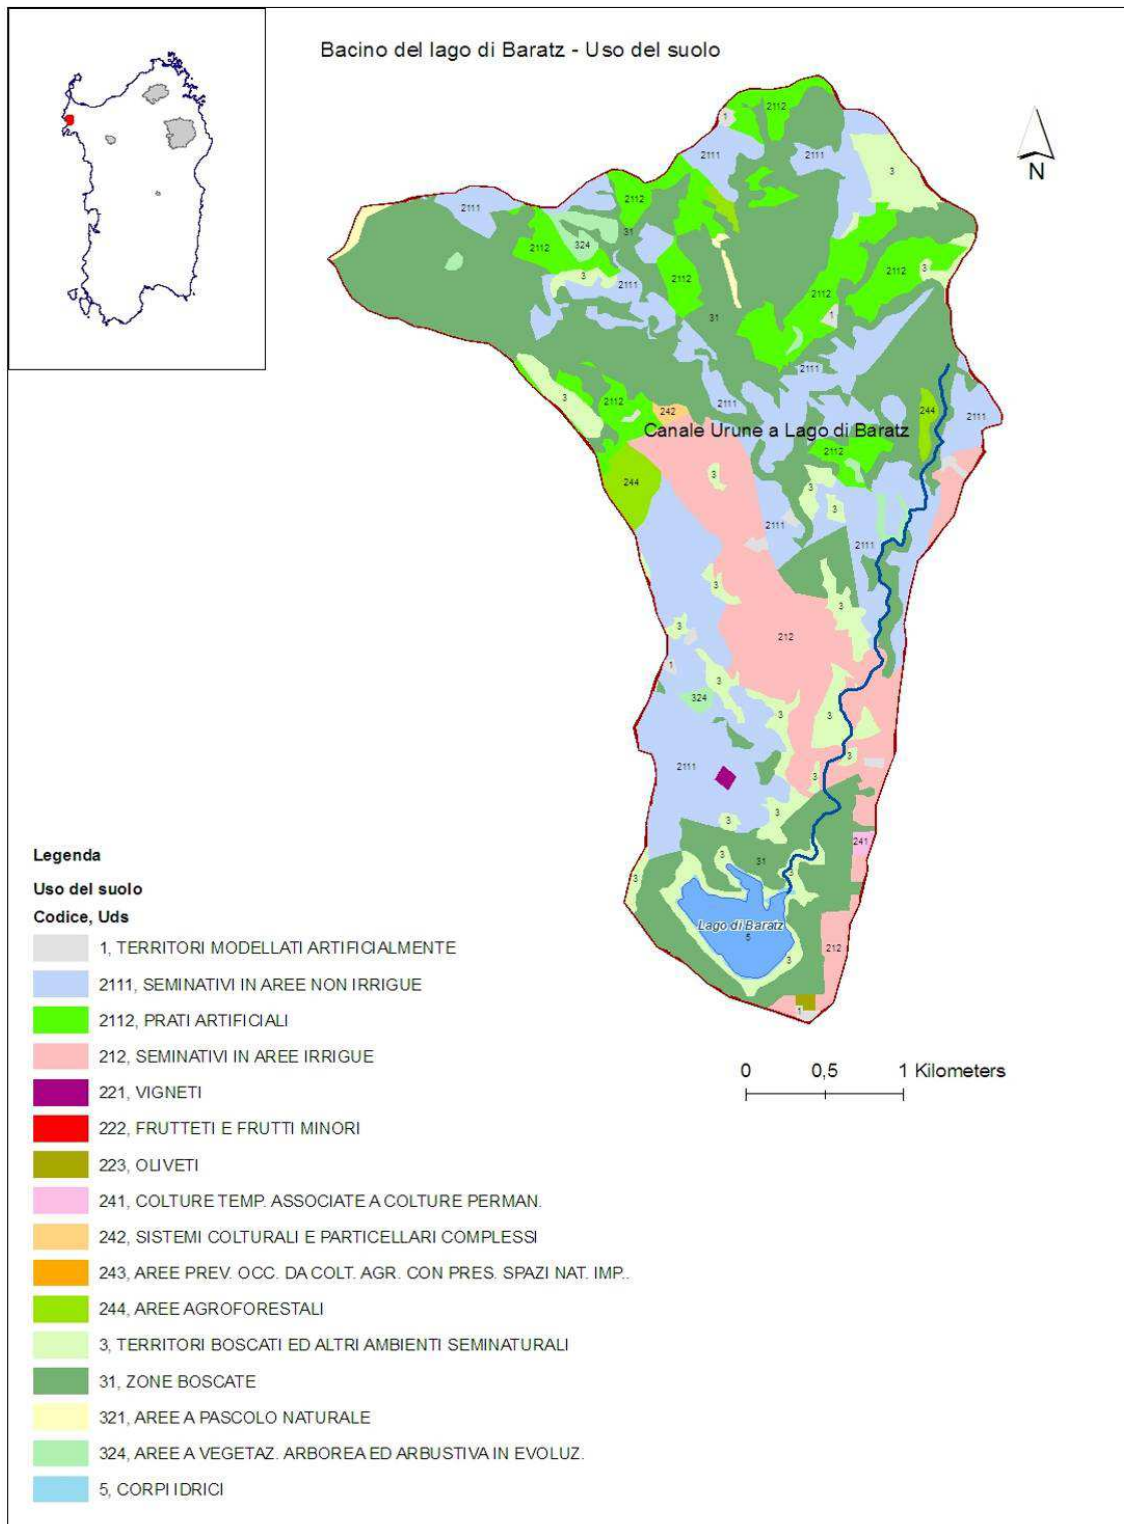 Bacino del lago di Baratz - Uso del suolo
N
2112
1
2111
2111
3
2112
2111
31
324
2112
3
2111
2112
2112
3
2112
31
1
2111
3
2112
242
2111
244
2111
Canale Urune a Lago di Baratz
2112
244
3
3
3
2111
2111
3
3
3
212
1
3
324
3
3
3
2111
3
3
3
241
31
3
3
3
Lago di Baratz
5
3
212
1
0 0,5 1 Kilometers
Legenda
Uso del suolo
Codice, Uds
1, TERRITORI MODELLATI ARTIFICIALMENTE
2111, SEMINATIVI IN AREE NON IRRIGUE
2112, PRATI ARTIFICIALI
212, SEMINATIVI IN AREE IRRIGUE
221, VIGNETI
222, FRUTTETI E FRUTTI MINORI
223, OLIVETI
241, COLTURE TEMP. ASSOCIATE A COLTURE PERMAN.
242, SISTEMI COLTURALI E PARTICELLARI COMPLESSI
243, AREE PREV. OCC. DA COLT. AGR. CON PRES. SPAZI NAT. IMP..
244, AREE AGROFORESTALI
3, TERRITORI BOSCATI ED ALTRI AMBIENTI SEMINATURALI
31, ZONE BOSCATE
321, AREE A PASCOLO NATURALE
324, AREE A VEGETAZ. ARBOREA ED ARBUSTIVA IN EVOLUZ.
5, CORPI IDRICI